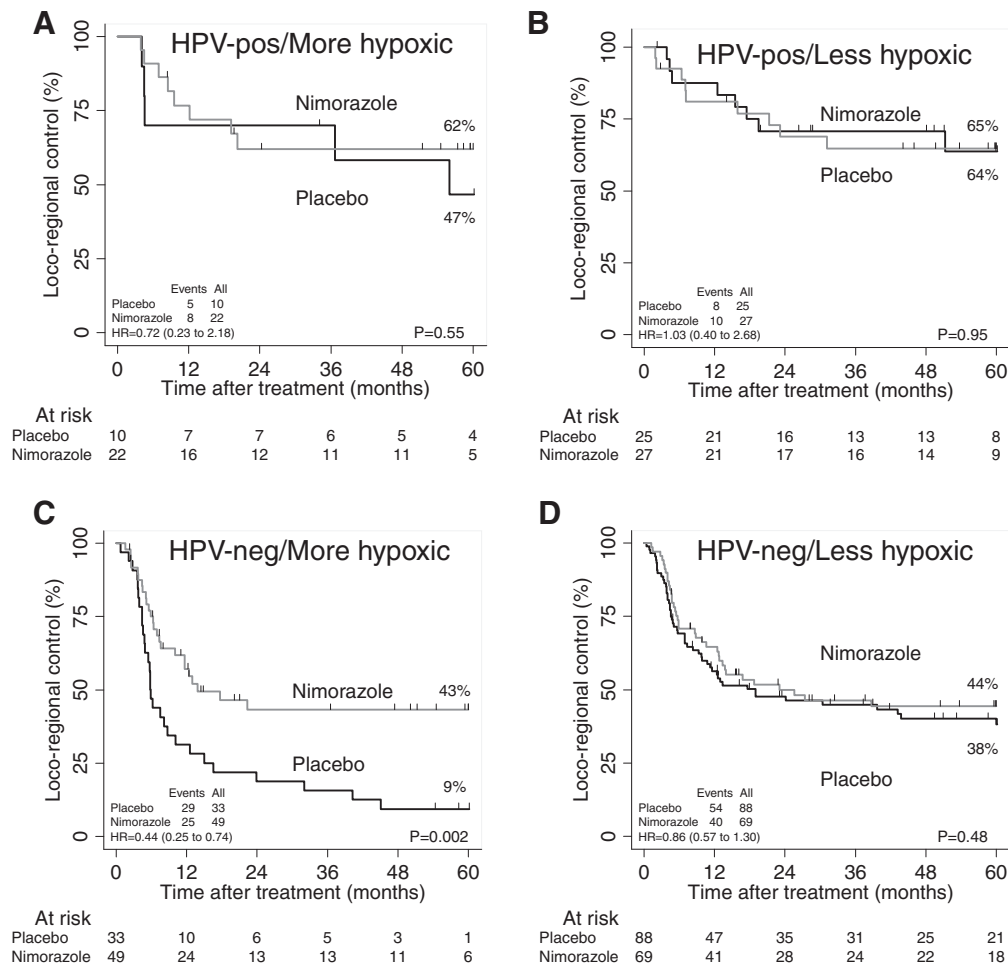 A
HPV-pos/More hypoxic
Loco-regional control (%)
100
75
50
25
0
Nimorazole
62%
Placebo
47%
Events All
Placebo 5 10
Nimorazole 8 22
HR=0.72 (0.23 to 2.18)
P=0.55
0 12 24 36 48 60
Time after treatment (months)
At risk
Placebo 10 7 7 6 5 4
Nimorazole 22 16 12 11 11 5
B
HPV-pos/Less hypoxic
Loco-regional control (%)
100
75
50
25
0
Nimorazole
65%
Placebo
64%
Events All
Placebo 8 25
Nimorazole 10 27
HR=1.03 (0.40 to 2.68)
P=0.95
0 12 24 36 48 60
Time after treatment (months)
At risk
Placebo 25 21 16 13 13 8
Nimorazole 27 21 17 16 14 9
C
HPV-neg/More hypoxic
Loco-regional control (%)
100
75
50
25
0
Nimorazole
43%
Placebo
9%
Events All
Placebo 29 33
Nimorazole 25 49
HR=0.44 (0.25 to 0.74)
P=0.002
0 12 24 36 48 60
Time after treatment (months)
At risk
Placebo 33 10 6 5 3 1
Nimorazole 49 24 13 13 11 6
D
HPV-neg/Less hypoxic
Loco-regional control (%)
100
75
50
25
0
Nimorazole
44%
38%
Placebo
Events All
Placebo 54 88
Nimorazole 40 69
HR=0.86 (0.57 to 1.30)
P=0.48
0 12 24 36 48 60
Time after treatment (months)
At risk
Placebo 88 47 35 31 25 21
Nimorazole 69 41 28 24 22 18